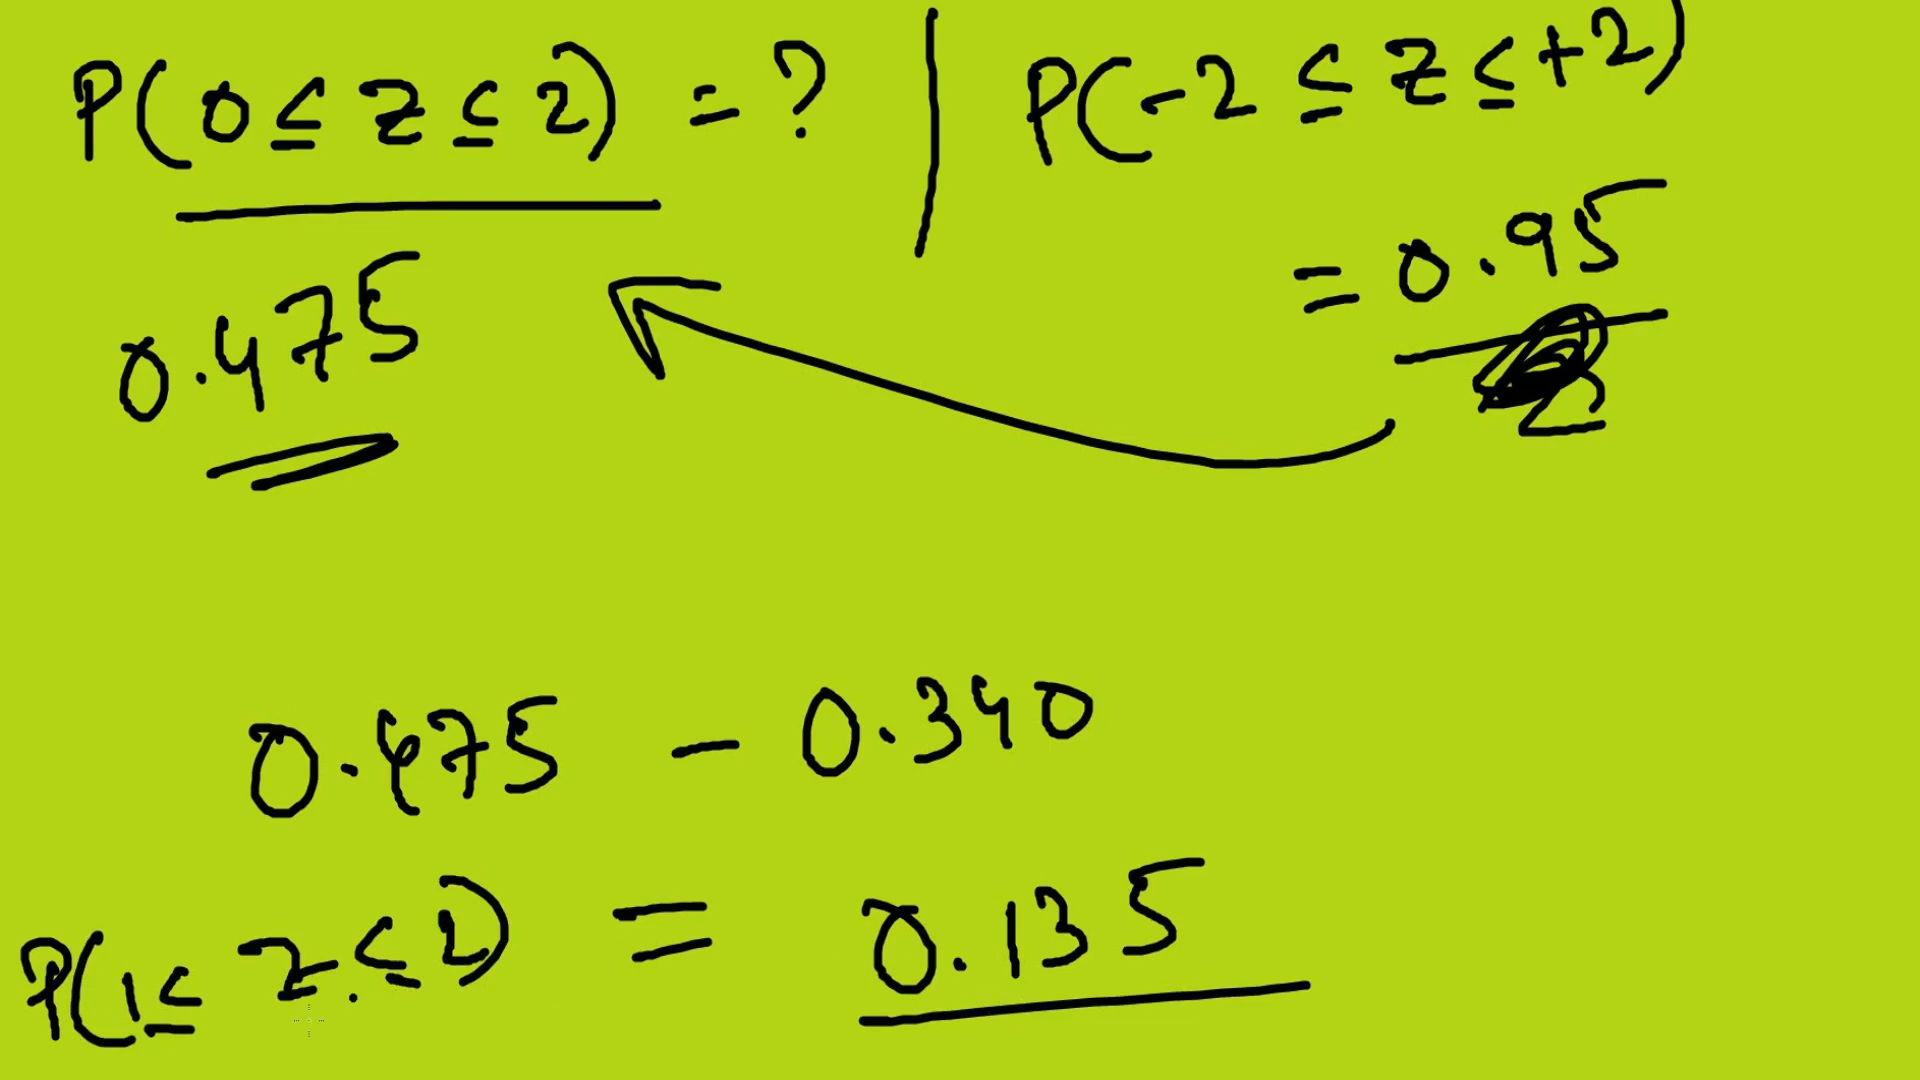 P(0 ≤ z ≤ 2) = ?
0.475
P(-2 ≤ z ≤ +2)
= 0.95
2
0.475 - 0.340
P(1 ≤ z ≤ 2) = 0.135